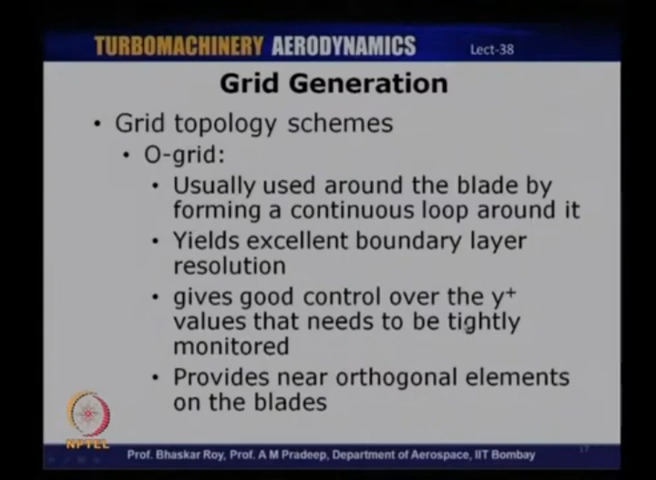 TURBOMACHINERY AERODYNAMICS Lect-38
Grid Generation
• Grid topology schemes
• O-grid:
• Usually used around the blade by
forming a continuous loop around it
• Yields excellent boundary layer
resolution
• gives good control over the y⁺
values that needs to be tightly
monitored
• Provides near orthogonal elements
on the blades
NPTEL
Prof. Bhaskar Roy, Prof. A M Pradeep, Department of Aerospace, IIT Bombay
17